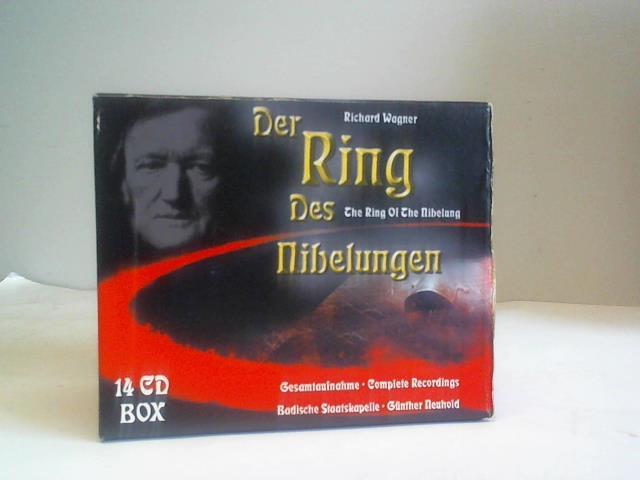 Der
Richard Wagner
Ring
Des
The Ring Of The Nibelung
Nibelungen
14 CD
BOX
Gesamtaufnahme · Complete Recordings
Badische Staatskapelle · Günther Neuhold